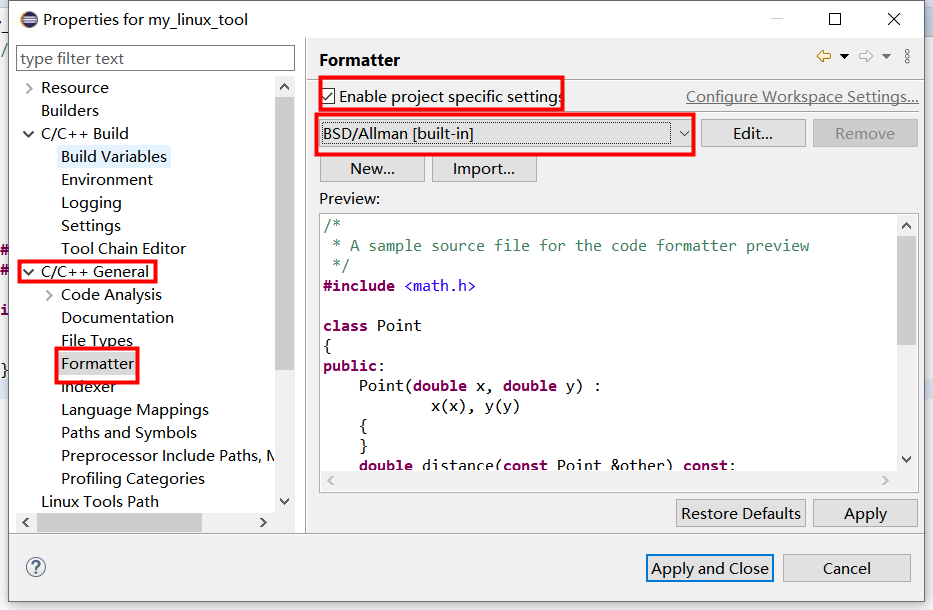 Properties for my_linux_tool
type filter text
Resource
Builders
C/C++ Build
Build Variables
Environment
Logging
Settings
Tool Chain Editor
C/C++ General
Code Analysis
Documentation
File Types
Formatter
Indexer
Language Mappings
Paths and Symbols
Preprocessor Include Paths, M
Profiling Categories
Linux Tools Path
Formatter
Enable project specific settings
Configure Workspace Settings...
BSD/Allman [built-in]
Edit...
Remove
New...
Import...
Preview:
/*
* A sample source file for the code formatter preview
*/
#include <math.h>
class Point
{
public:
Point(double x, double y) :
x(x), y(y)
{
}
double distance(const Point &other) const;
Restore Defaults
Apply
Apply and Close
Cancel